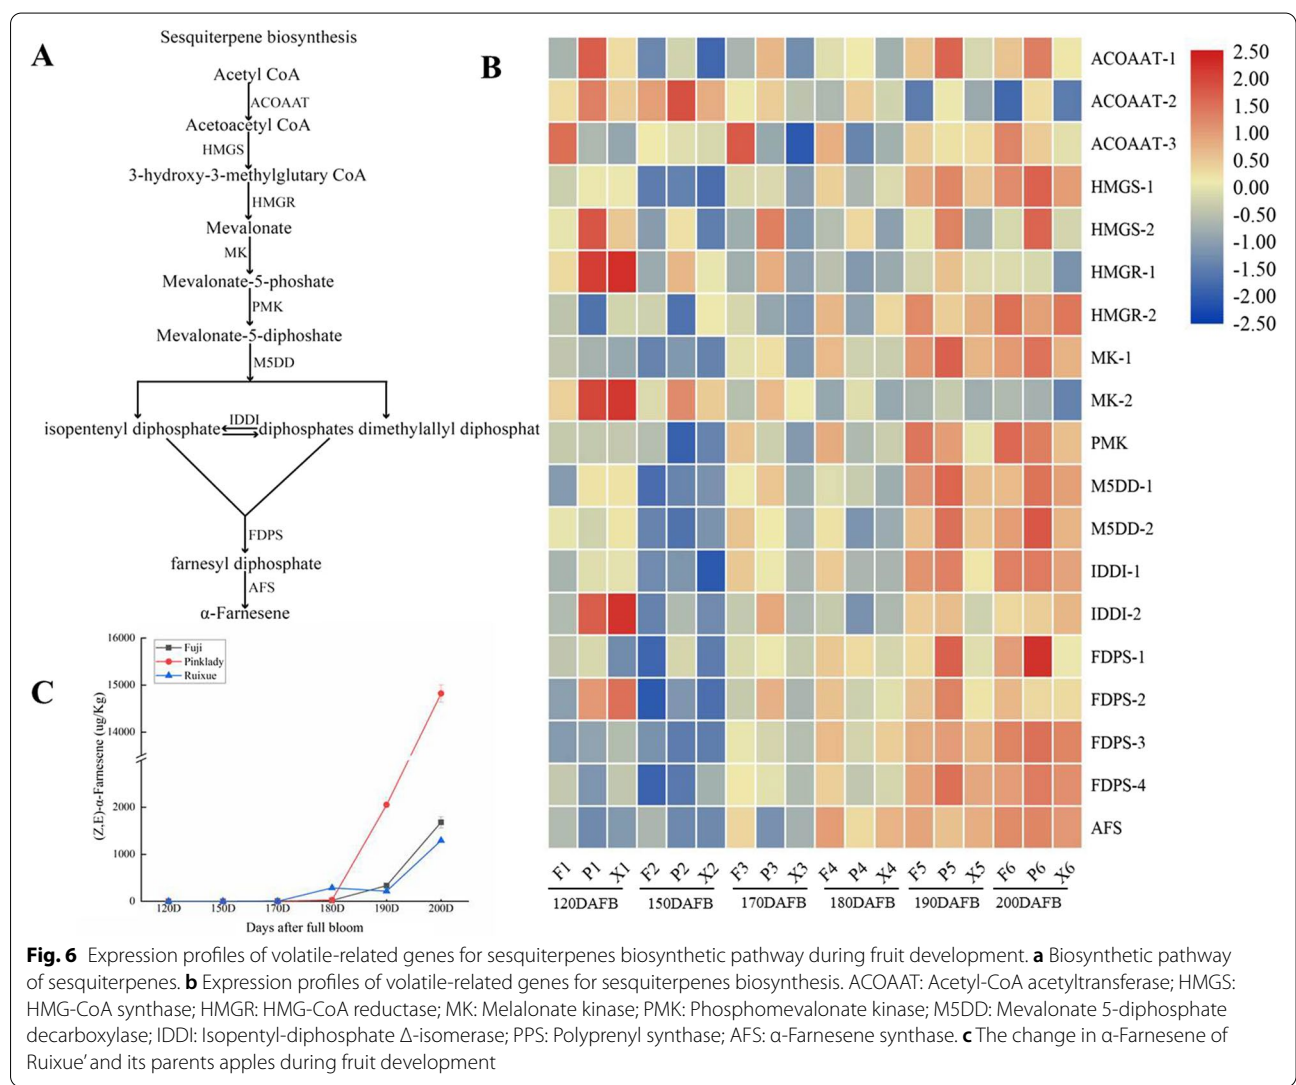 A
Sesquiterpene biosynthesis
Acetyl CoA
ACOAAT
Acetoacetyl CoA
HMGS
3-hydroxy-3-methylglutary CoA
HMGR
Mevalonate
MK
Mevalonate-5-phoshate
PMK
Mevalonate-5-diphoshate
M5DD
isopentenyl diphosphate
IDDI
diphosphates dimethylallyl diphosphat
FDPS
farnesyl diphosphate
AFS
α-Farnesene
B
ACOAAT-1
ACOAAT-2
ACOAAT-3
HMGS-1
HMGS-2
HMGR-1
HMGR-2
MK-1
MK-2
PMK
M5DD-1
M5DD-2
IDDI-1
IDDI-2
FDPS-1
FDPS-2
FDPS-3
FDPS-4
AFS
2.50
2.00
1.50
1.00
0.50
0.00
-0.50
-1.00
-1.50
-2.00
-2.50
F1 P1 X1 F2 P2 X2 F3 P3 X3 F4 P4 X4 F5 P5 X5 F6 P6 X6
120DAFB 150DAFB 170DAFB 180DAFB 190DAFB 200DAFB
C
(Z,E)-α-Farnesene (ug/Kg)
16000
15000
14000
2000
1000
0
Fuji
Pinklady
Ruixue
120D 150D 170D 180D 190D 200D
Days after full bloom
Fig. 6 Expression profiles of volatile-related genes for sesquiterpenes biosynthetic pathway during fruit development. a Biosynthetic pathway
of sesquiterpenes. b Expression profiles of volatile-related genes for sesquiterpenes biosynthesis. ACOAAT: Acetyl-CoA acetyltransferase; HMGS:
HMG-CoA synthase; HMGR: HMG-CoA reductase; MK: Melalonate kinase; PMK: Phosphomevalonate kinase; M5DD: Mevalonate 5-diphosphate
decarboxylase; IDDI: Isopentyl-diphosphate Δ-isomerase; PPS: Polyprenyl synthase; AFS: α-Farnesene synthase. c The change in α-Farnesene of
Ruixue’ and its parents apples during fruit development